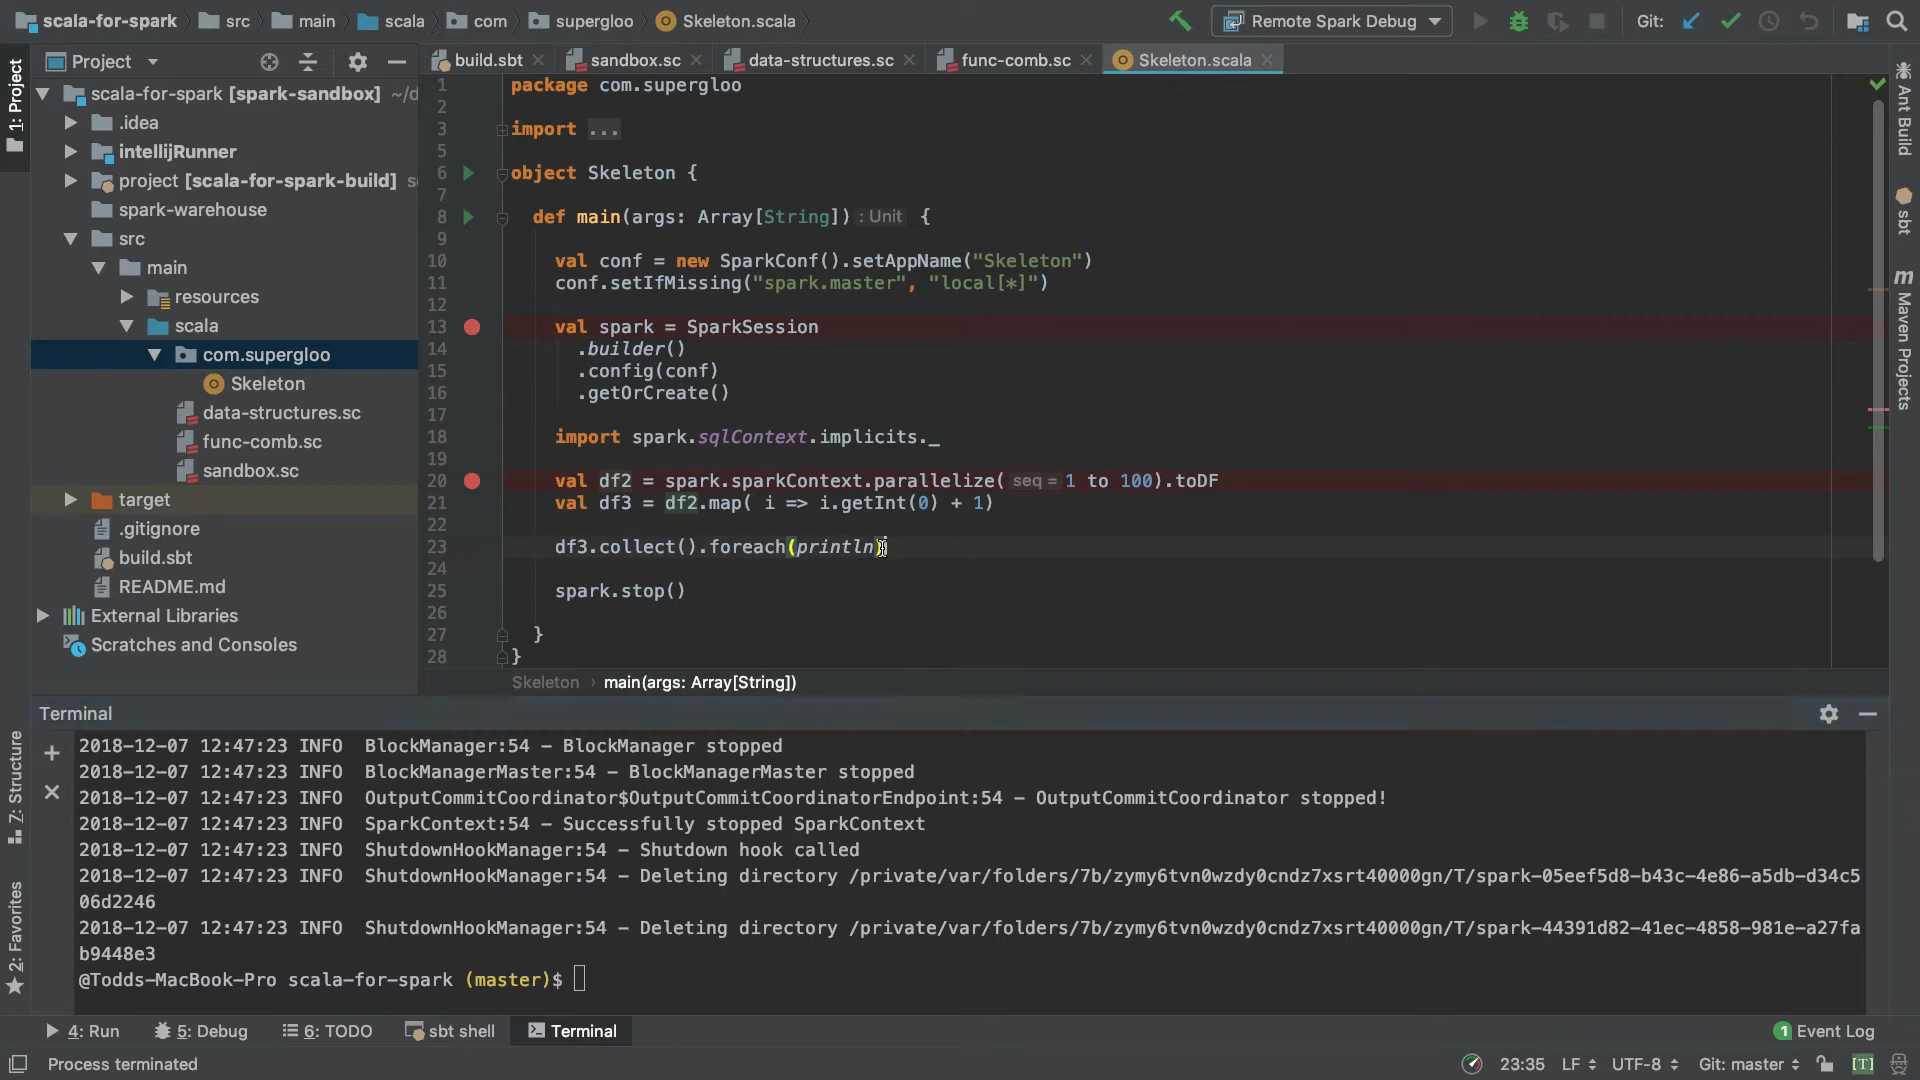 scala-for-spark
src
main
scala
com
supergloo
Skeleton.scala
Remote Spark Debug
Git:
1: Project
Project
build.sbt
sandbox.sc
data-structures.sc
func-comb.sc
Skeleton.scala
scala-for-spark [spark-sandbox] ~/d
.idea
intellijRunner
project [scala-for-spark-build]
spark-warehouse
src
main
resources
scala
com.supergloo
Skeleton
data-structures.sc
func-comb.sc
sandbox.sc
target
.gitignore
build.sbt
README.md
External Libraries
Scratches and Consoles
1 package com.supergloo
2
3 import ...
5
6 object Skeleton {
7
8 def main(args: Array[String]) : Unit {
9
10 val conf = new SparkConf().setAppName("Skeleton")
11 conf.setIfMissing("spark.master", "local[*]")
12
13 val spark = SparkSession
14 .builder()
15 .config(conf)
16 .getOrCreate()
17
18 import spark.sqlContext.implicits._
19
20 val df2 = spark.sparkContext.parallelize( seq = 1 to 100).toDF
21 val df3 = df2.map( i => i.getInt(0) + 1)
22
23 df3.collect().foreach(println)
24
25 spark.stop()
26
27 }
28 }
Skeleton › main(args: Array[String])
Ant Build
sbt
m Maven Projects
Terminal
2018-12-07 12:47:23 INFO BlockManager:54 – BlockManager stopped
2018-12-07 12:47:23 INFO BlockManagerMaster:54 – BlockManagerMaster stopped
2018-12-07 12:47:23 INFO OutputCommitCoordinator$OutputCommitCoordinatorEndpoint:54 – OutputCommitCoordinator stopped!
2018-12-07 12:47:23 INFO SparkContext:54 – Successfully stopped SparkContext
2018-12-07 12:47:23 INFO ShutdownHookManager:54 – Shutdown hook called
2018-12-07 12:47:23 INFO ShutdownHookManager:54 – Deleting directory /private/var/folders/7b/zymy6tvn0wzdy0cndz7xsrt40000gn/T/spark-05eef5d8-b43c-4e86-a5db-d34c5
06d2246
2018-12-07 12:47:23 INFO ShutdownHookManager:54 – Deleting directory /private/var/folders/7b/zymy6tvn0wzdy0cndz7xsrt40000gn/T/spark-44391d82-41ec-4858-981e-a27fa
b9448e3
@Todds-MacBook-Pro scala-for-spark (master)$
7: Structure
2: Favorites
4: Run
5: Debug
6: TODO
sbt shell
Terminal
1 Event Log
Process terminated
23:35
LF
UTF-8
Git: master
[T]